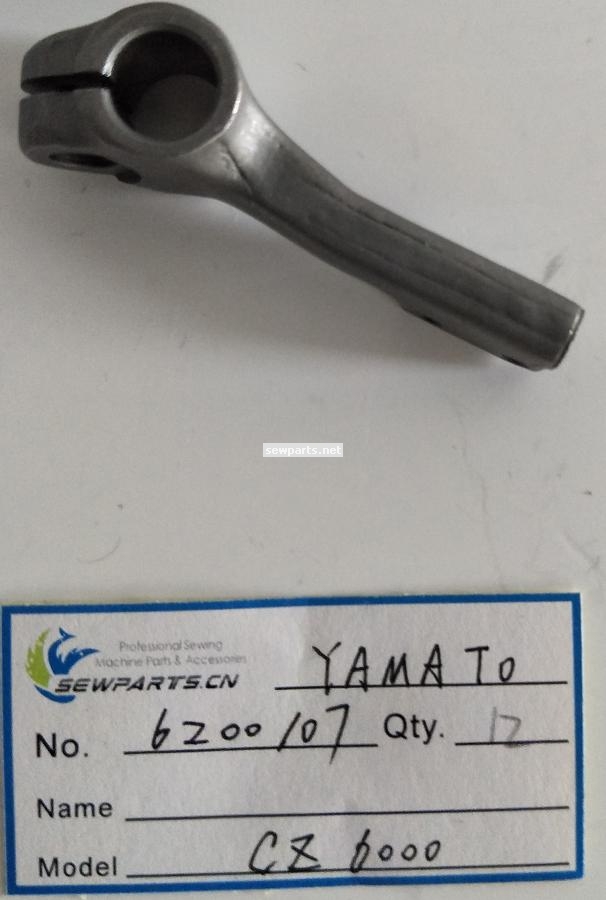 sewparts.net
Professional Sewing
Machine Parts & Accessories
SEWPARTS.CN
YAMATO
No. 6200107 Qty. 12
Name
Model CZ 6000